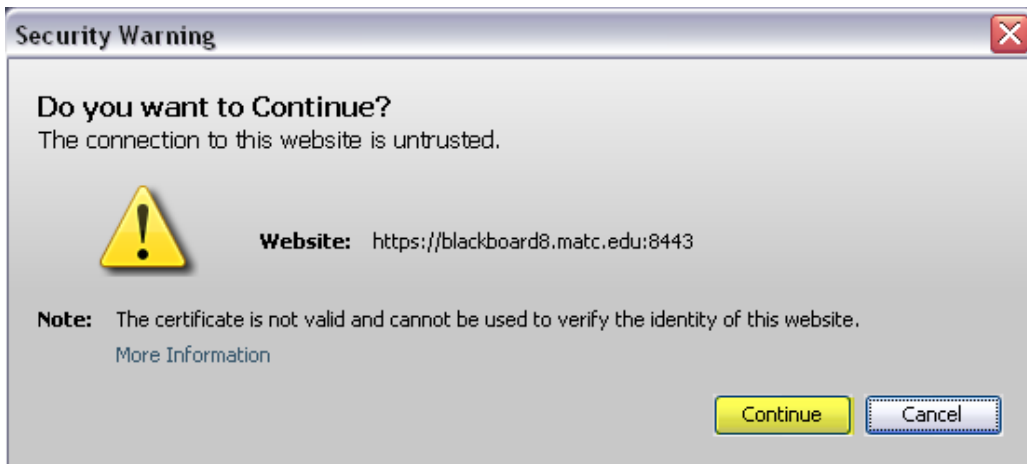 Security Warning
Do you want to Continue?
The connection to this website is untrusted.
Website: https://blackboard8.matc.edu:8443
Note: The certificate is not valid and cannot be used to verify the identity of this website.
More Information
Continue Cancel